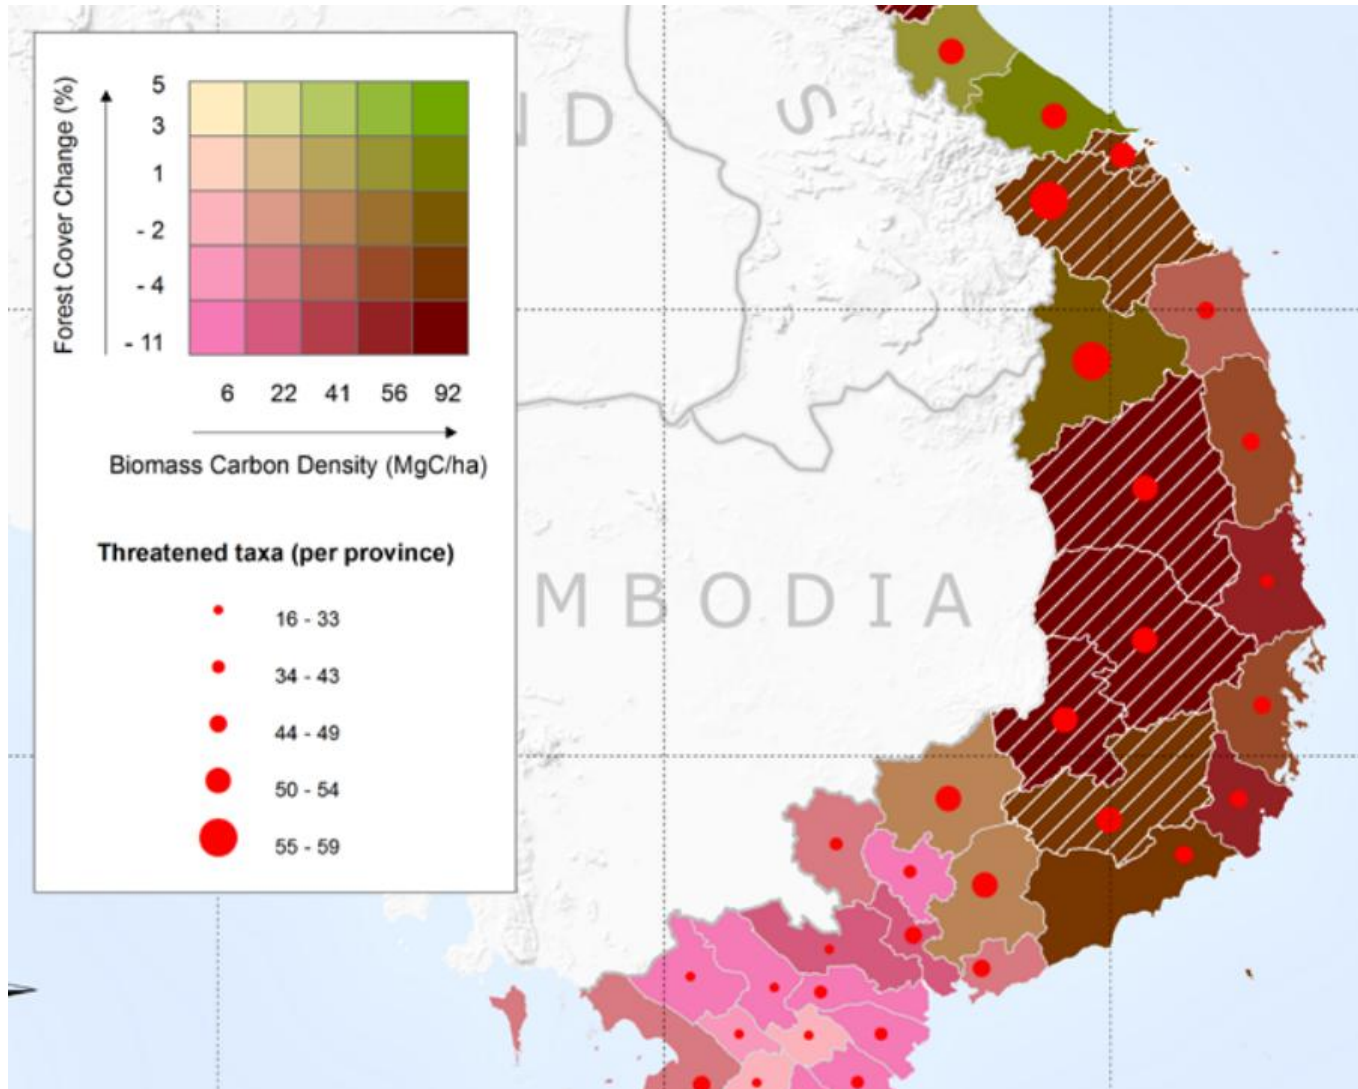 Forest Cover Change (%)
5
3
1
- 2
- 4
- 11
6 22 41 56 92
Biomass Carbon Density (MgC/ha)
Threatened taxa (per province)
16 - 33
34 - 43
44 - 49
50 - 54
55 - 59
N D
S
M B O D I A